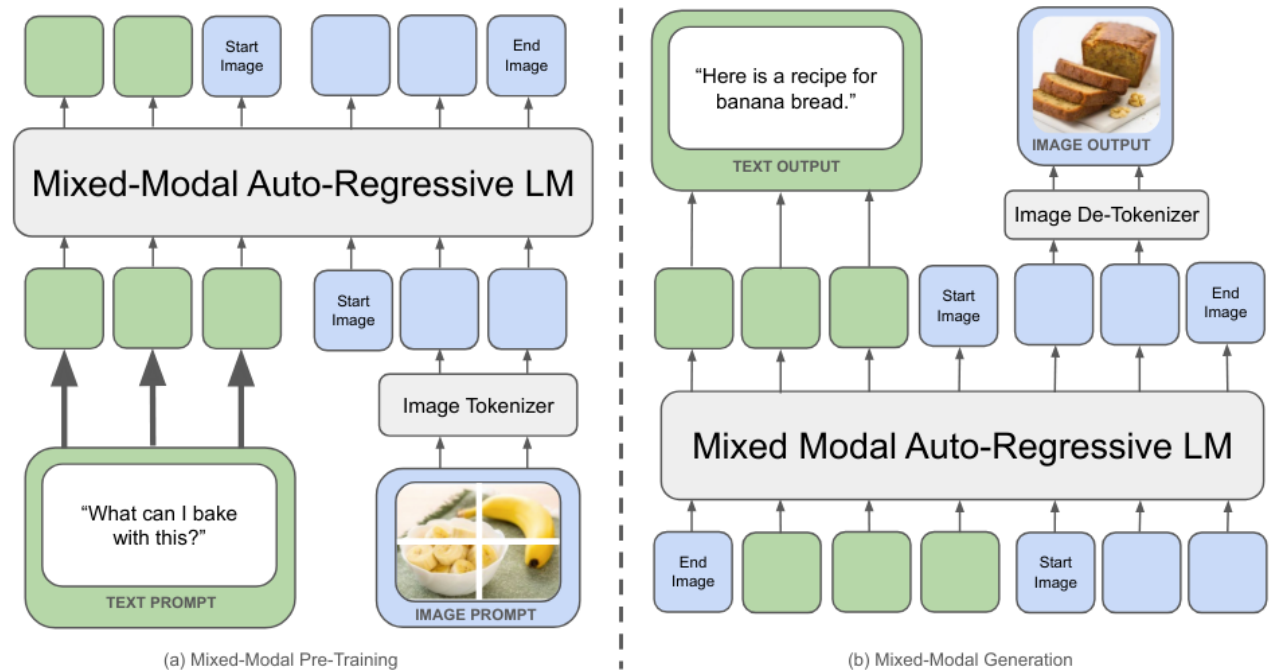 Start
Image
End
Image
Mixed-Modal Auto-Regressive LM
Start
Image
Image Tokenizer
“What can I bake
with this?”
TEXT PROMPT
IMAGE PROMPT
(a) Mixed-Modal Pre-Training
“Here is a recipe for
banana bread.”
TEXT OUTPUT
IMAGE OUTPUT
Image De-Tokenizer
Start
Image
End
Image
Mixed Modal Auto-Regressive LM
End
Image
Start
Image
(b) Mixed-Modal Generation